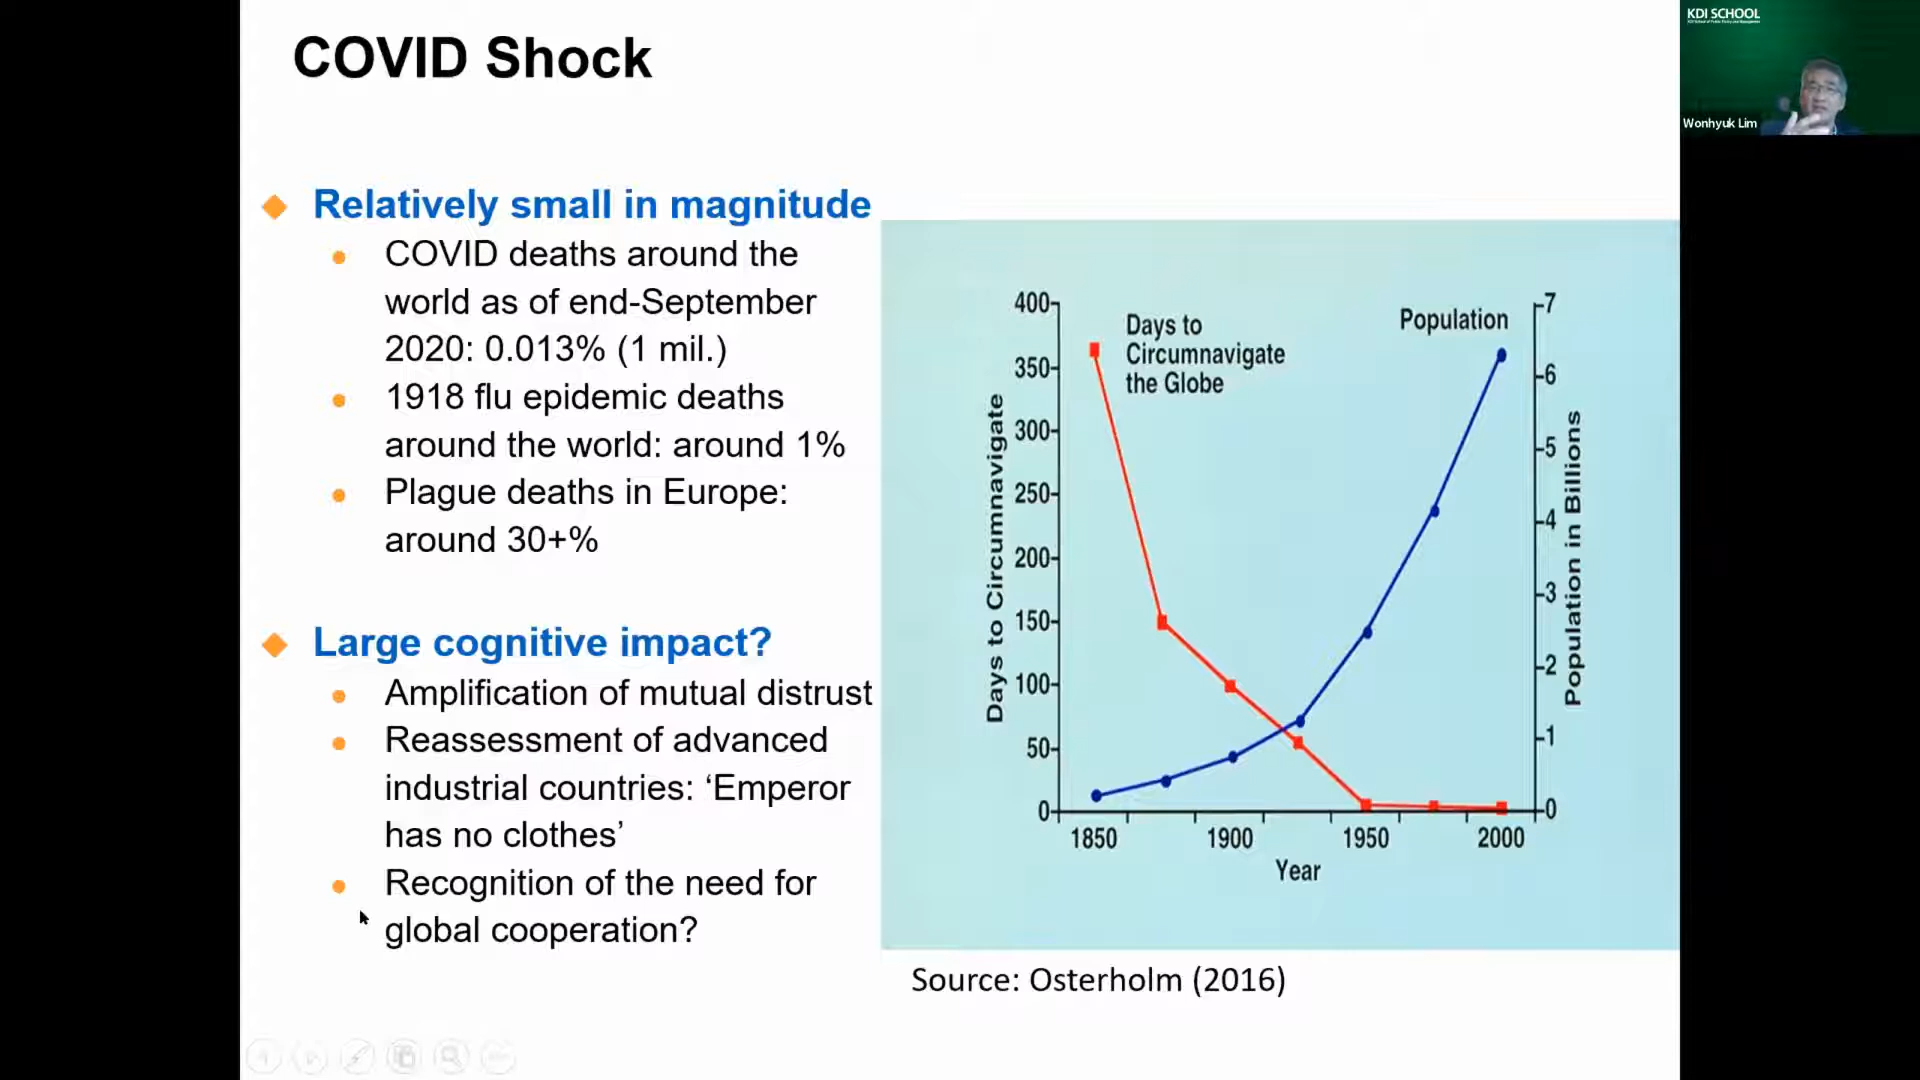 COVID Shock
Relatively small in magnitude
COVID deaths around the
world as of end-September
2020: 0.013% (1 mil.)
1918 flu epidemic deaths
around the world: around 1%
Plague deaths in Europe:
around 30+%
Large cognitive impact?
Amplification of mutual distrust
Reassessment of advanced
industrial countries: ‘Emperor
has no clothes’
Recognition of the need for
global cooperation?
Days to
Circumnavigate
the Globe
Population
Days to Circumnavigate
400
350
300
250
200
150
100
50
0
7
6
5
4
3
2
1
0
Population in Billions
1850
1900
1950
2000
Year
Source: Osterholm (2016)
KDI SCHOOL
Wonhyuk Lim